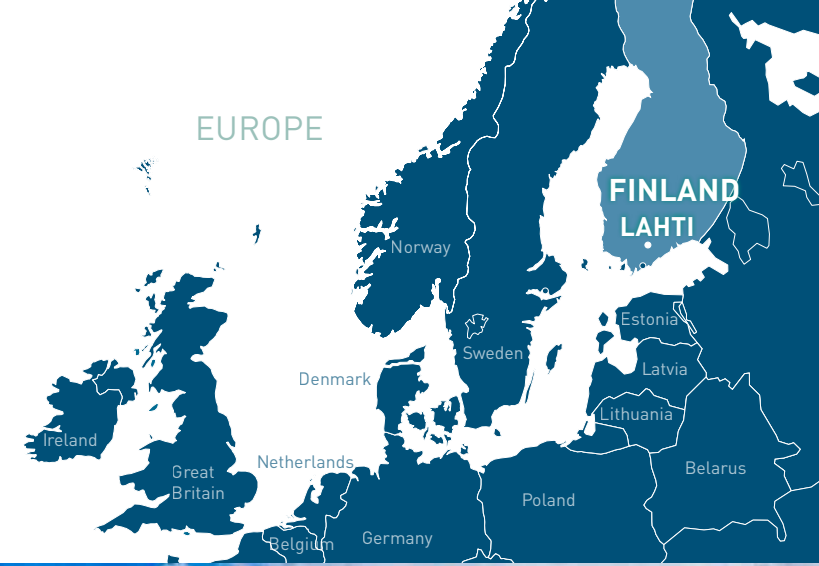 EUROPE
FINLAND
LAHTI
Norway
Estonia
Sweden
Latvia
Denmark
Lithuania
Ireland
Netherlands
Great
Britain
Belarus
Poland
Germany
Belgium